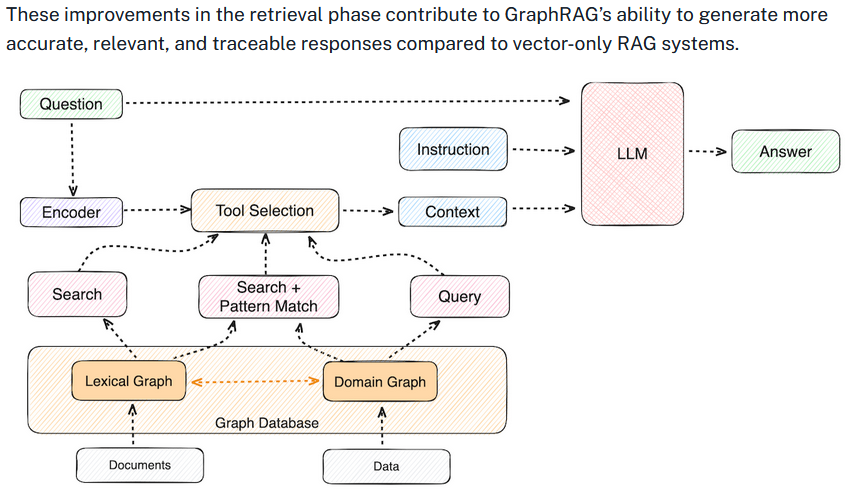 These improvements in the retrieval phase contribute to GraphRAG’s ability to generate more
accurate, relevant, and traceable responses compared to vector-only RAG systems.
Question
Instruction
LLM
Answer
Encoder
Tool Selection
Context
Search
Search +
Pattern Match
Query
Lexical Graph
Domain Graph
Graph Database
Documents
Data